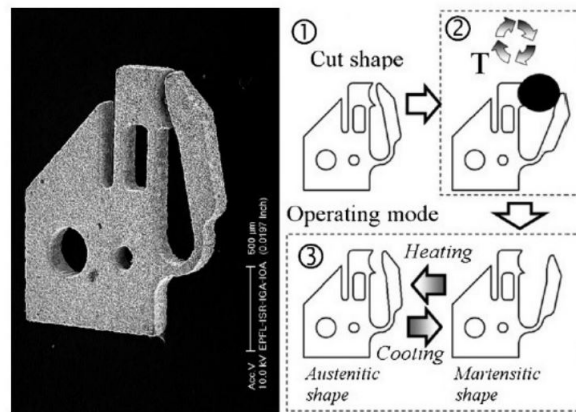 Acc.V
10.0 kV EPFL-ISR-IGA-IOA
500 µm (0.0197 inch)
①
Cut shape
②
T
Operating mode
③
Heating
Cooling
Austenitic
shape
Martensitic
shape